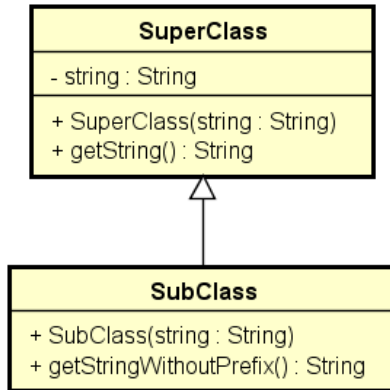 SuperClass
- string : String
+ SuperClass(string : String)
+ getString() : String
SubClass
+ SubClass(string : String)
+ getStringWithoutPrefix() : String